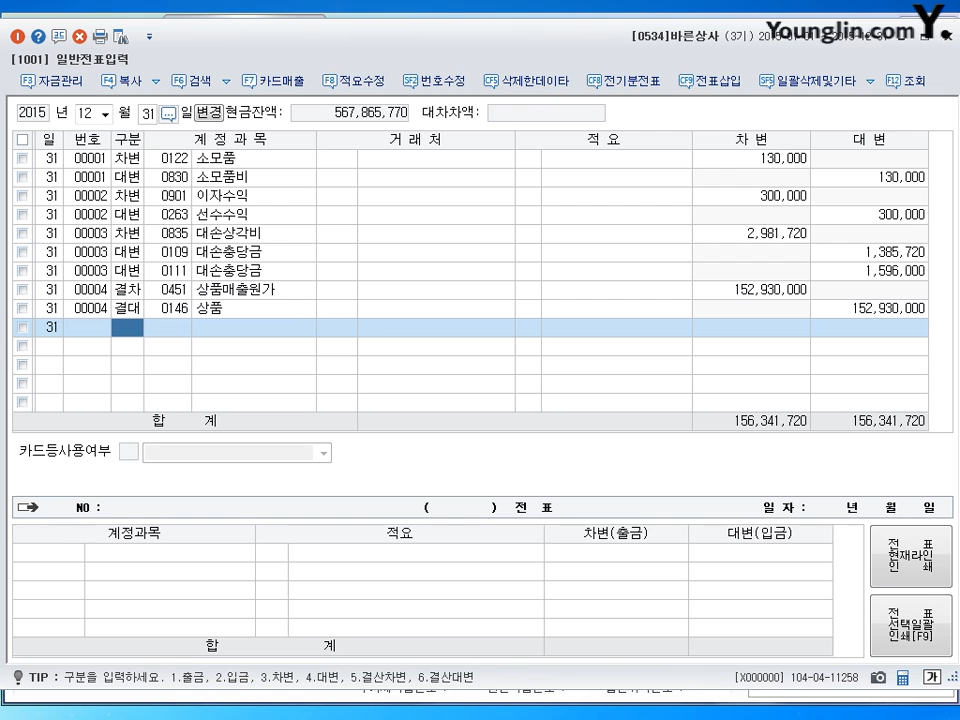 Younglin.com Y.
[0534]바른상사 (3기)
[1001] 일반전표입력
F3 자금관리 F4 복사 F6 검색 F7 카드매출 F8 적요수정 SF2 번호수정 CF5 삭제한데이타 CF8 전기분전표 CF9 전표삽입 SF5 일괄삭제및기타 F12 조회
2015 년 12 월 31 일 변경 현금잔액: 567,865,770 대차차액:
일 번호 구분 계 정 과 목 거 래 처 적 요 차 변 대 변
31 00001 차변 0122 소모품 130,000
31 00001 대변 0830 소모품비 130,000
31 00002 차변 0901 이자수익 300,000
31 00002 대변 0263 선수수익 300,000
31 00003 차변 0835 대손상각비 2,981,720
31 00003 대변 0109 대손충당금 1,385,720
31 00003 대변 0111 대손충당금 1,596,000
31 00004 결차 0451 상품매출원가 152,930,000
31 00004 결대 0146 상품 152,930,000
31
합 계 156,341,720 156,341,720
카드등사용여부
NO : ( ) 전 표 일 자 : 년 월 일
계정과목 적요 차변(출금) 대변(입금)
전 표
현재라인
인 쇄
합 계
전 표
선택일괄
인쇄[F9]
TIP : 구분을 입력하세요. 1.출금, 2.입금, 3.차변, 4.대변, 5.결산차변, 6.결산대변 [X000000] 104-04-11258 가